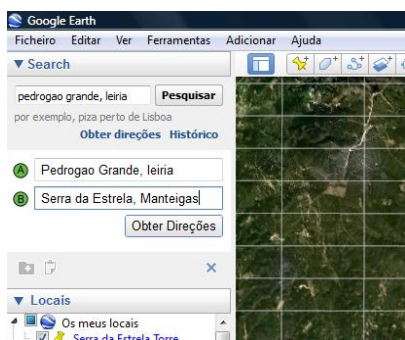 Google Earth
Ficheiro Editar Ver Ferramentas Adicionar Ajuda
Search
pedrogao grande, leiria Pesquisar
por exemplo, piza perto de Lisboa
Obter direções Histórico
A Pedrogao Grande, leiria
B Serra da Estrela, Manteigas
Obter Direções
Locais
Os meus locais
Serra da Estrela Torre